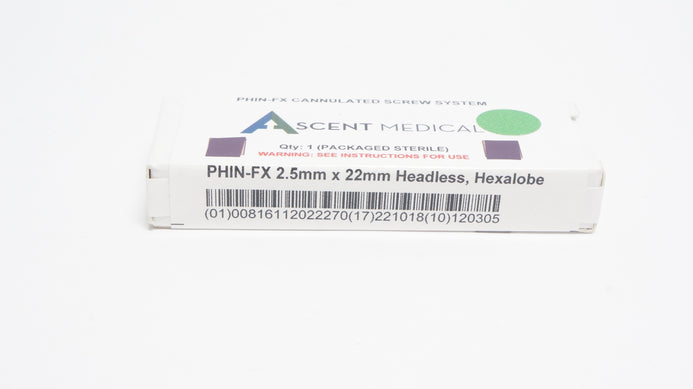 PHIN-FX CANNULATED SCREW SYSTEM
ASCENT MEDICAL
Qty: 1 (PACKAGED STERILE)
WARNING: SEE INSTRUCTIONS FOR USE
PHIN-FX 2.5mm x 22mm Headless, Hexalobe
(01)00816112022270(17)221018(10)120305